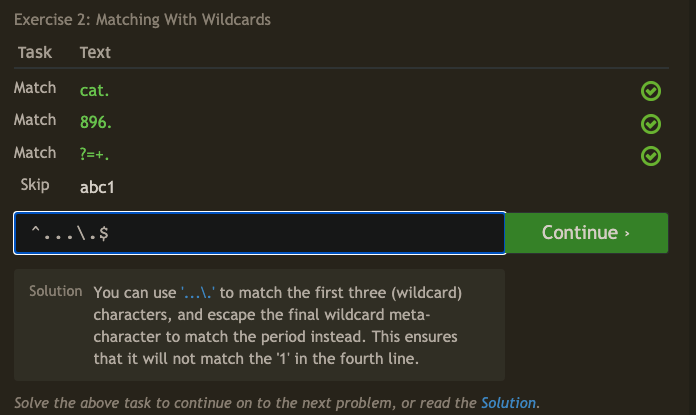 Exercise 2: Matching With Wildcards
Task Text
Match cat.
Match 896.
Match ?=+.
Skip abc1
^...\.$
Continue ›
Solution You can use '...\.' to match the first three (wildcard)
characters, and escape the final wildcard meta-
character to match the period instead. This ensures
that it will not match the '1' in the fourth line.
Solve the above task to continue on to the next problem, or read the Solution.